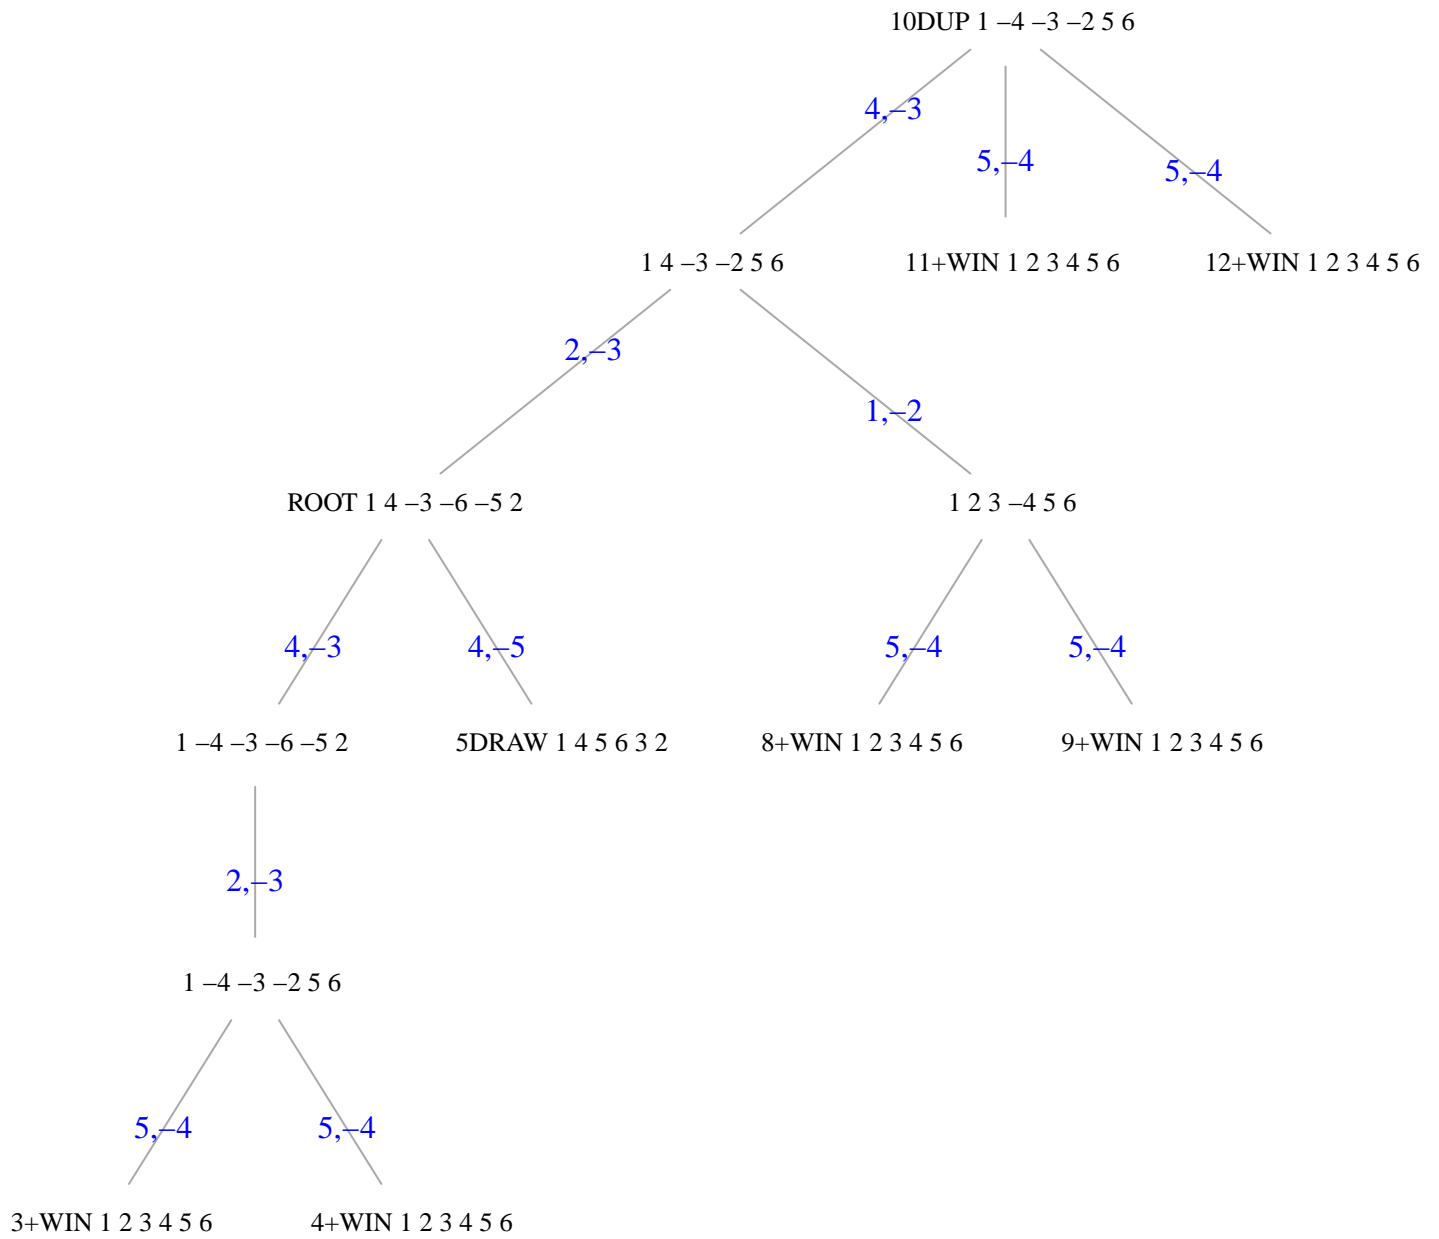 10DUP 1 –4 –3 –2 5 6
4,–3
5,–4
5,–4
1 4 –3 –2 5 6
11+WIN 1 2 3 4 5 6
12+WIN 1 2 3 4 5 6
2,–3
1,–2
ROOT 1 4 –3 –6 –5 2
1 2 3 –4 5 6
4,–3
4,–5
5,–4
5,–4
1 –4 –3 –6 –5 2
5DRAW 1 4 5 6 3 2
8+WIN 1 2 3 4 5 6
9+WIN 1 2 3 4 5 6
2,–3
1 –4 –3 –2 5 6
5,–4
5,–4
3+WIN 1 2 3 4 5 6
4+WIN 1 2 3 4 5 6